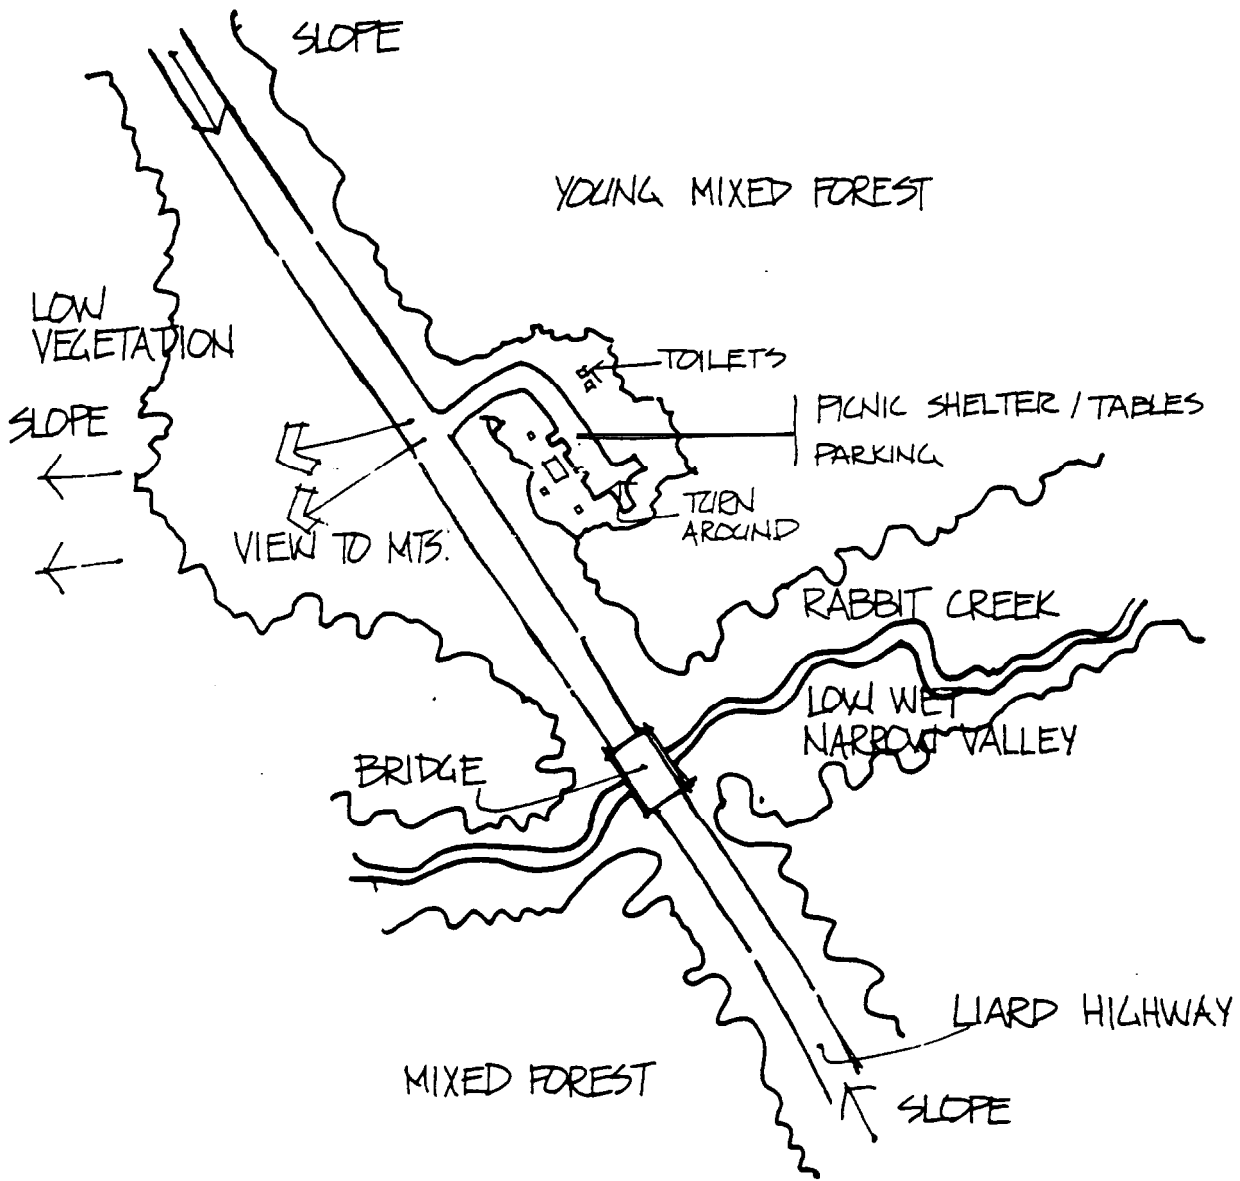 SLOPE
YOUNG MIXED FOREST
LOW
VEGETATION
TOILETS
PICNIC SHELTER / TABLES
PARKING
SLOPE
TURN
AROUND
VIEW TO MTS.
RABBIT CREEK
LOW WET
NARROW VALLEY
BRIDGE
LIARD HIGHWAY
MIXED FOREST
SLOPE